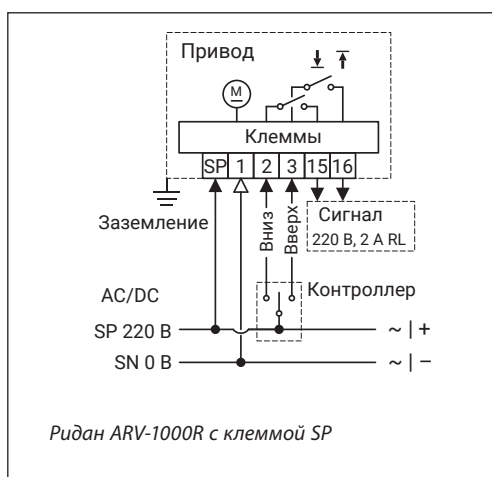 Привод
M
Клеммы
SP 1 2 3 15 16
Заземление
Вниз
Вверх
Сигнал
220 В, 2 А RL
AC/DC
Контроллер
SP 220 В ~ | +
SN 0 В ~ | −
Ридан ARV-1000R с клеммой SP